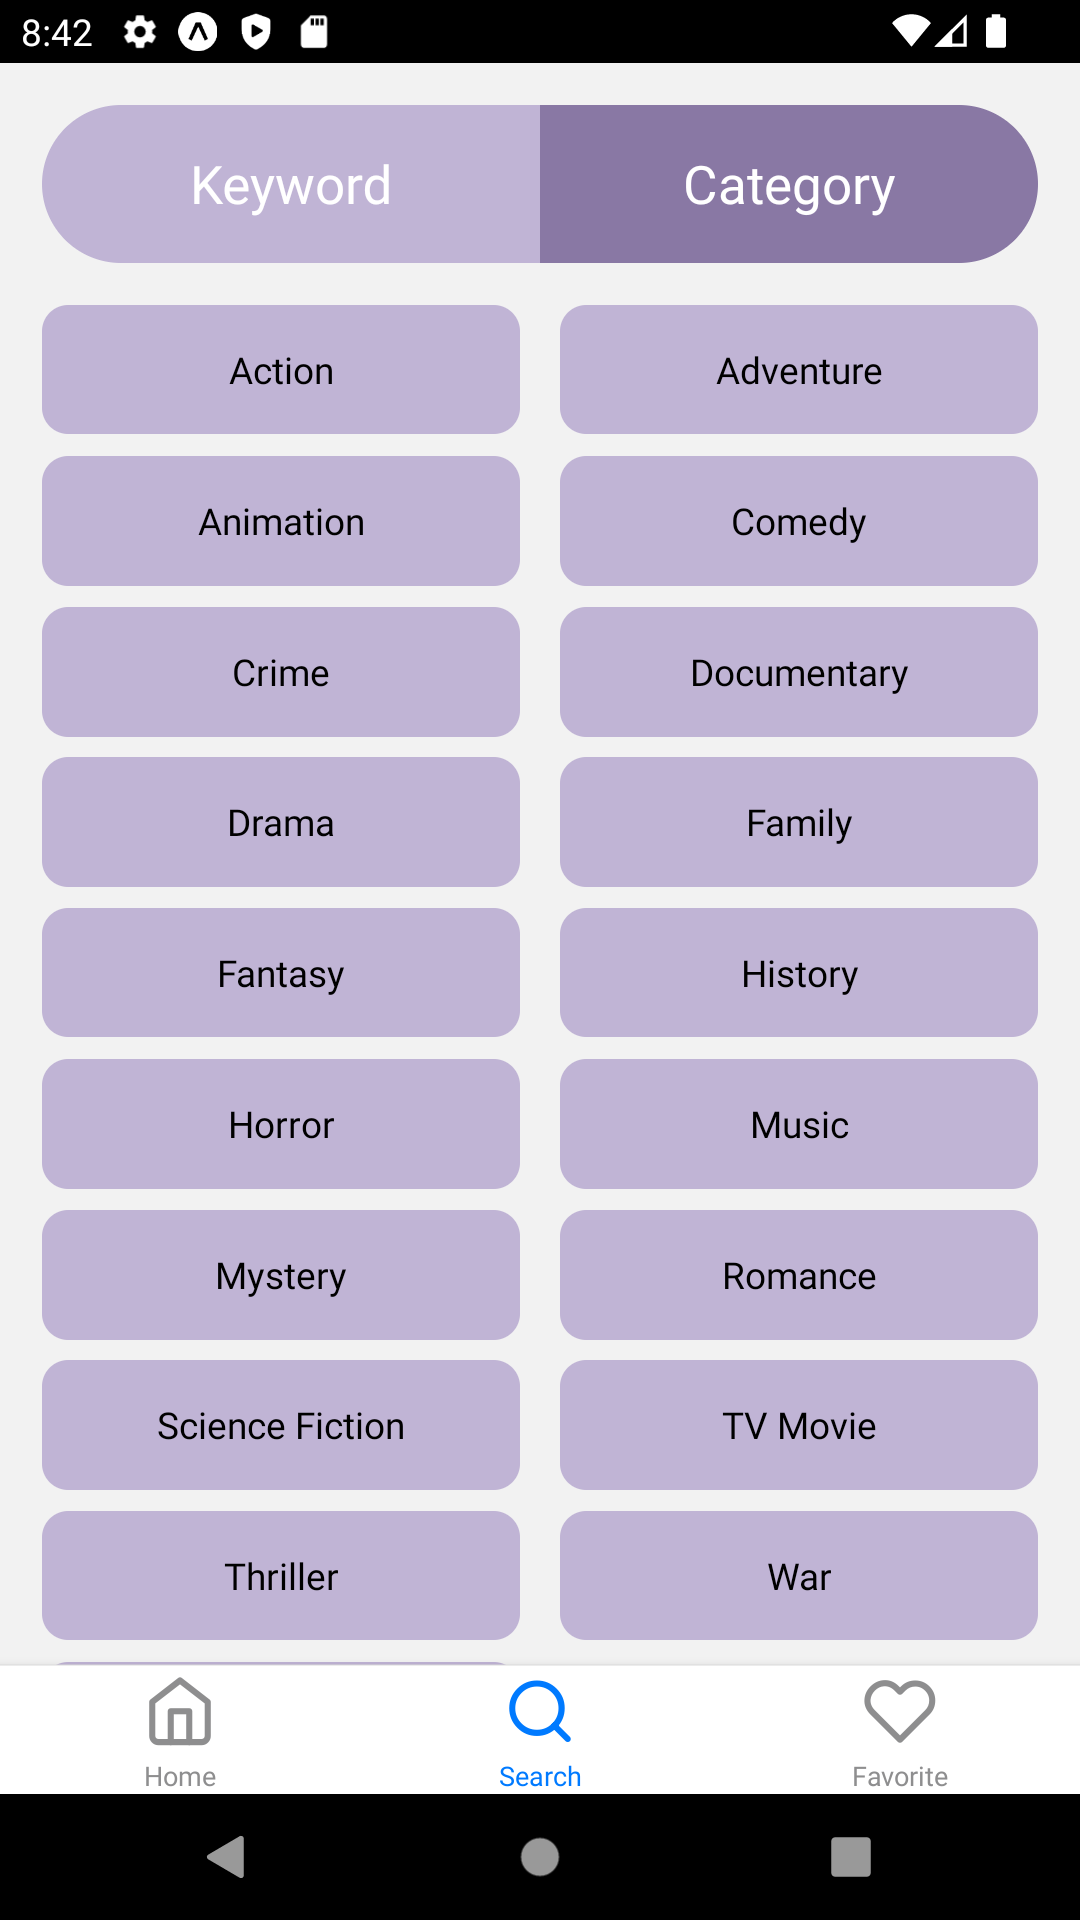 8:42
Keyword Category
Action Adventure
Animation Comedy
Crime Documentary
Drama Family
Fantasy History
Horror Music
Mystery Romance
Science Fiction TV Movie
Thriller War
Home Search Favorite